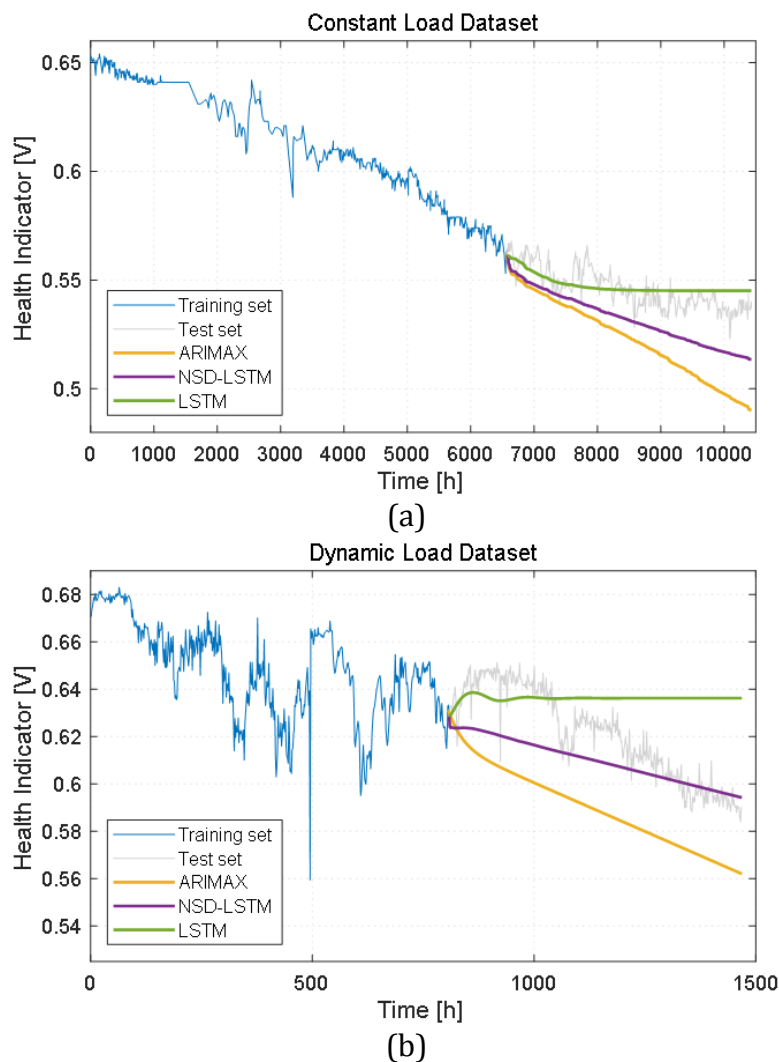 Constant Load Dataset
Health Indicator [V]
0.65
0.6
0.55
0.5
Training set
Test set
ARIMAX
NSD-LSTM
LSTM
0 1000 2000 3000 4000 5000 6000 7000 8000 9000 10000
Time [h]
(a)
Dynamic Load Dataset
Health Indicator [V]
0.68
0.66
0.64
0.62
0.6
0.58
0.56
0.54
Training set
Test set
ARIMAX
NSD-LSTM
LSTM
0 500 1000 1500
Time [h]
(b)